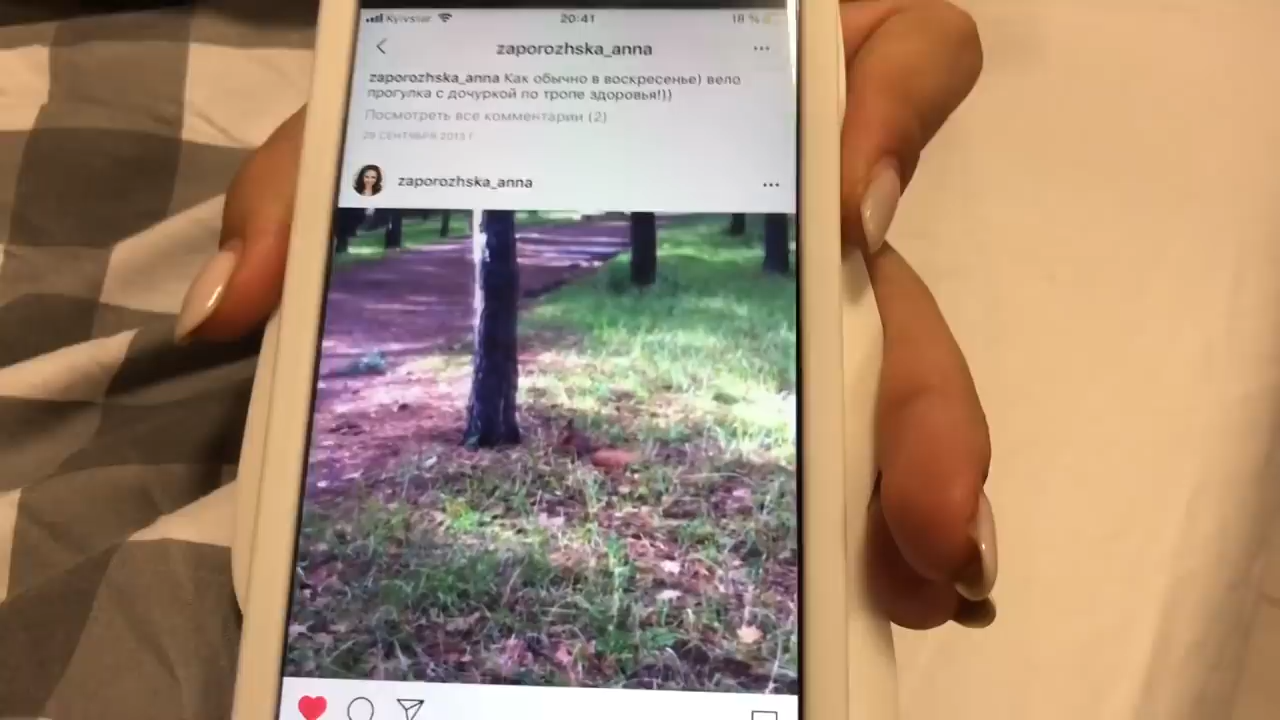 Kyivstar 20:41 18 %
zaporozhska_anna
zaporozhska_anna Как обычно в воскресенье) вело
прогулка с дочуркой по тропе здоровья!))
Посмотреть все комментарии (2)
29 СЕНТЯБРЯ 2013 Г.
zaporozhska_anna